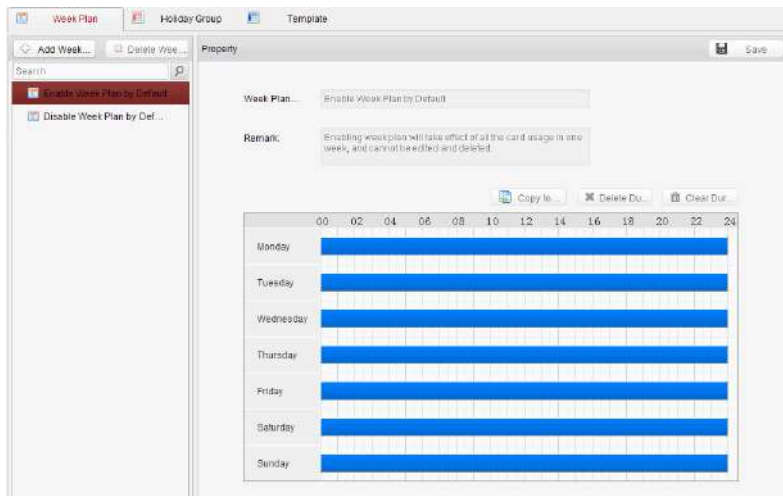 Week Plan Holiday Group Template
Add Week... Delete Wee... Property Save
Search
Enable Week Plan by Default
Disable Week Plan by Def...
Week Plan... Enable Week Plan by Default
Remark: Enabling week plan will take effect of all the card usage in one
week, and cannot be edited and deleted.
Copy to... Delete Du... Clear Dur...
00 02 04 06 08 10 12 14 16 18 20 22 24
Monday
Tuesday
Wednesday
Thursday
Friday
Saturday
Sunday